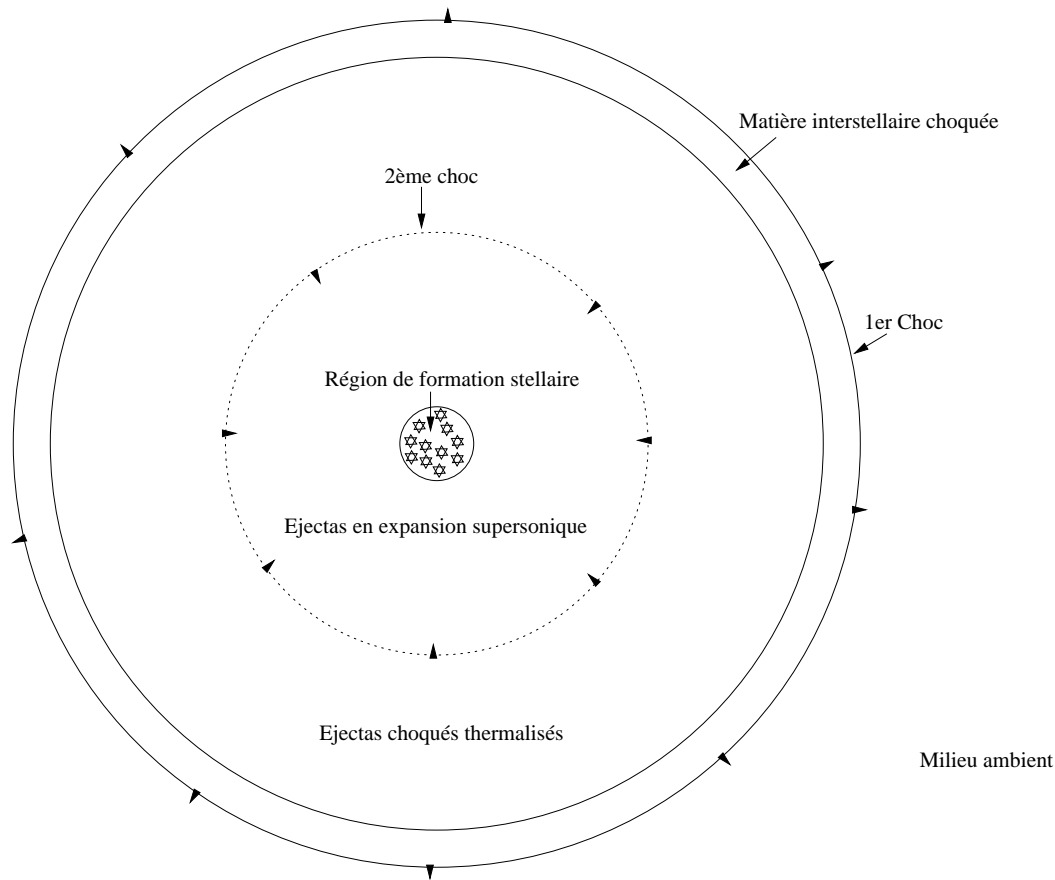 Matière interstellaire choquée
2ème choc
1er Choc
Région de formation stellaire
Ejectas en expansion supersonique
Ejectas choqués thermalisés
Milieu ambient